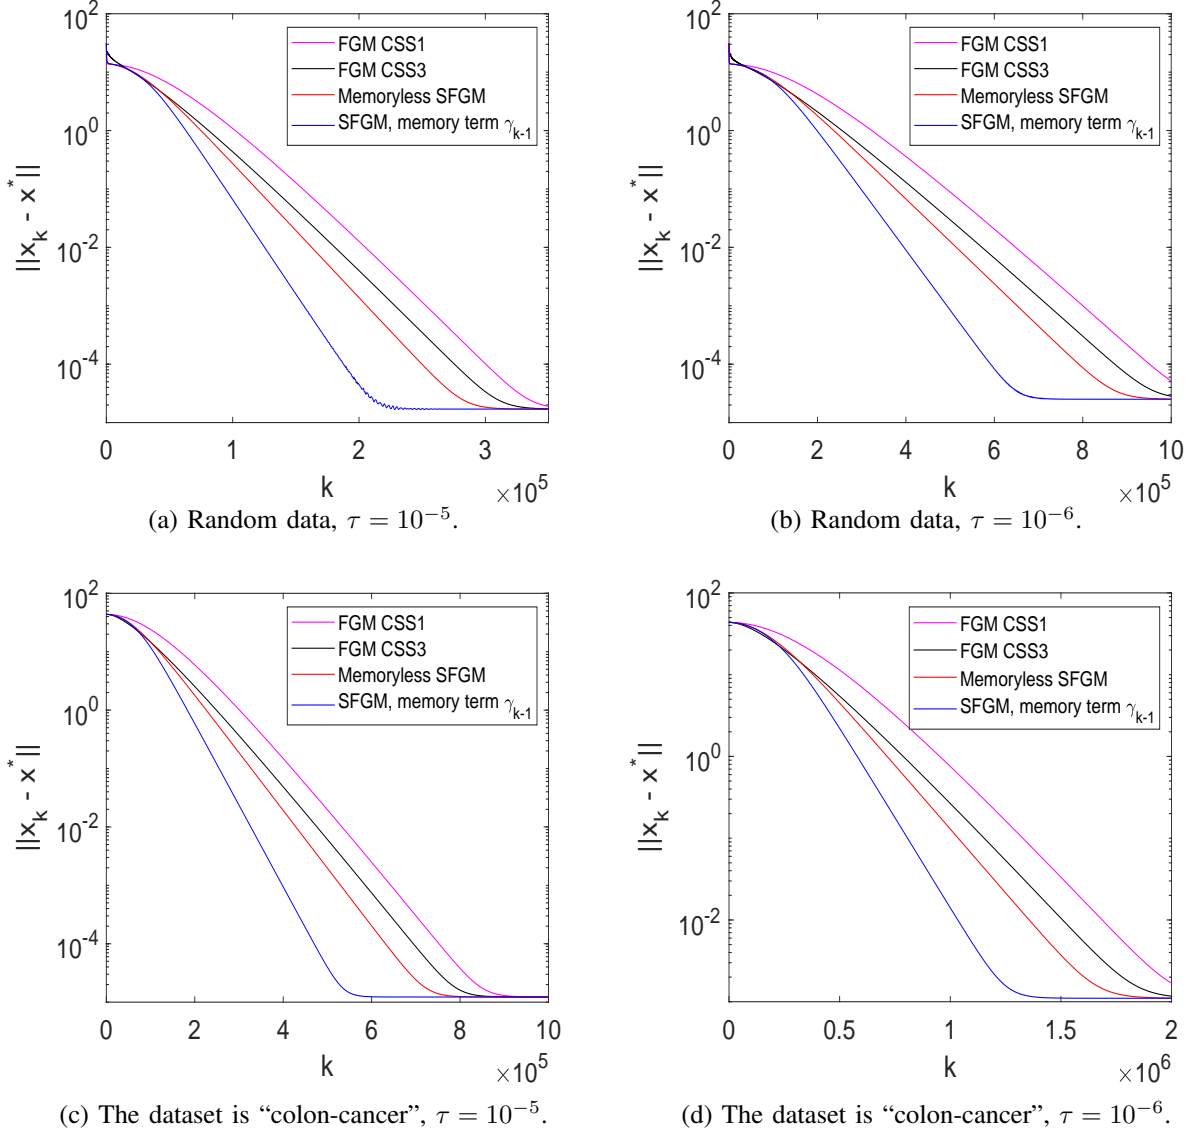 10^2
10^0
10^-2
10^-4
||x_k - x^*||
FGM CSS1
FGM CSS3
Memoryless SFGM
SFGM, memory term γ_{k-1}
0 1 2 3
k
×10^5
(a) Random data, τ = 10^{-5}.
10^2
10^0
10^-2
10^-4
||x_k - x^*||
FGM CSS1
FGM CSS3
Memoryless SFGM
SFGM, memory term γ_{k-1}
0 2 4 6 8 10
k
×10^5
(b) Random data, τ = 10^{-6}.
10^2
10^0
10^-2
10^-4
||x_k - x^*||
FGM CSS1
FGM CSS3
Memoryless SFGM
SFGM, memory term γ_{k-1}
0 2 4 6 8 10
k
×10^5
(c) The dataset is “colon-cancer”, τ = 10^{-5}.
10^2
10^0
10^-2
||x_k - x^*||
FGM CSS1
FGM CSS3
Memoryless SFGM
SFGM, memory term γ_{k-1}
0 0.5 1 1.5 2
k
×10^6
(d) The dataset is “colon-cancer”, τ = 10^{-6}.